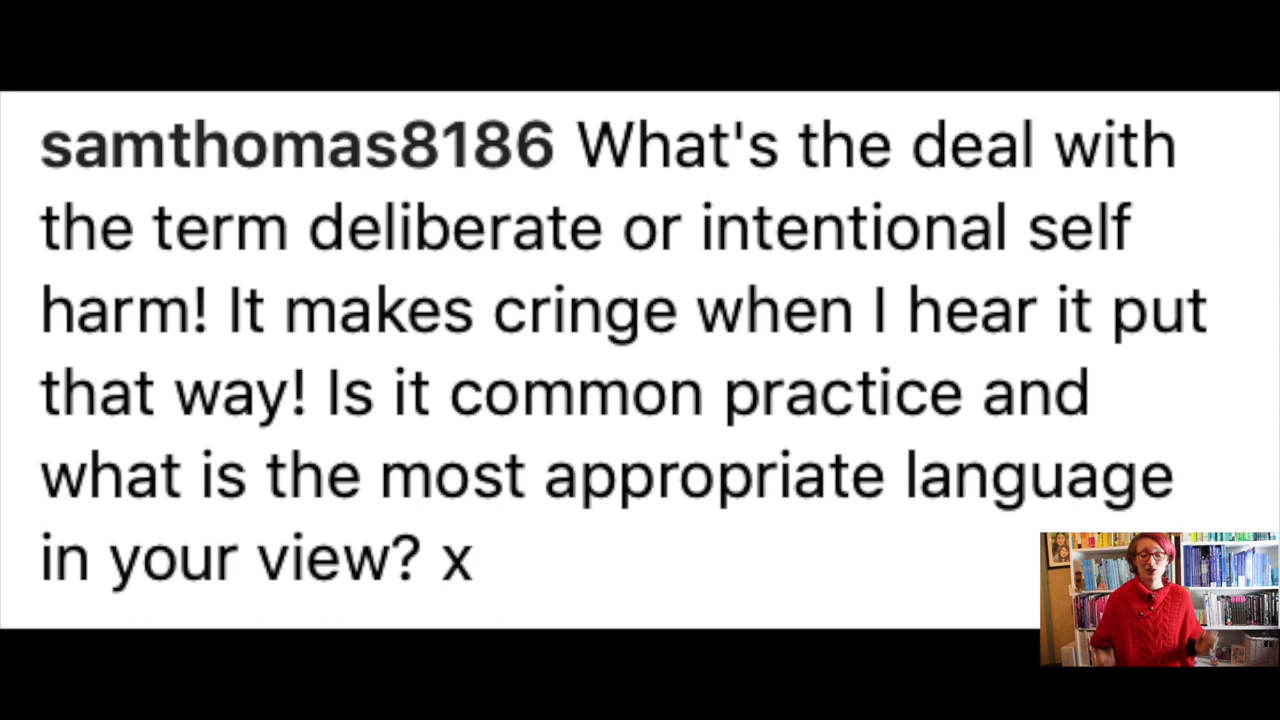 samthomas8186 What's the deal with
the term deliberate or intentional self
harm! It makes cringe when I hear it put
that way! Is it common practice and
what is the most appropriate language
in your view? x